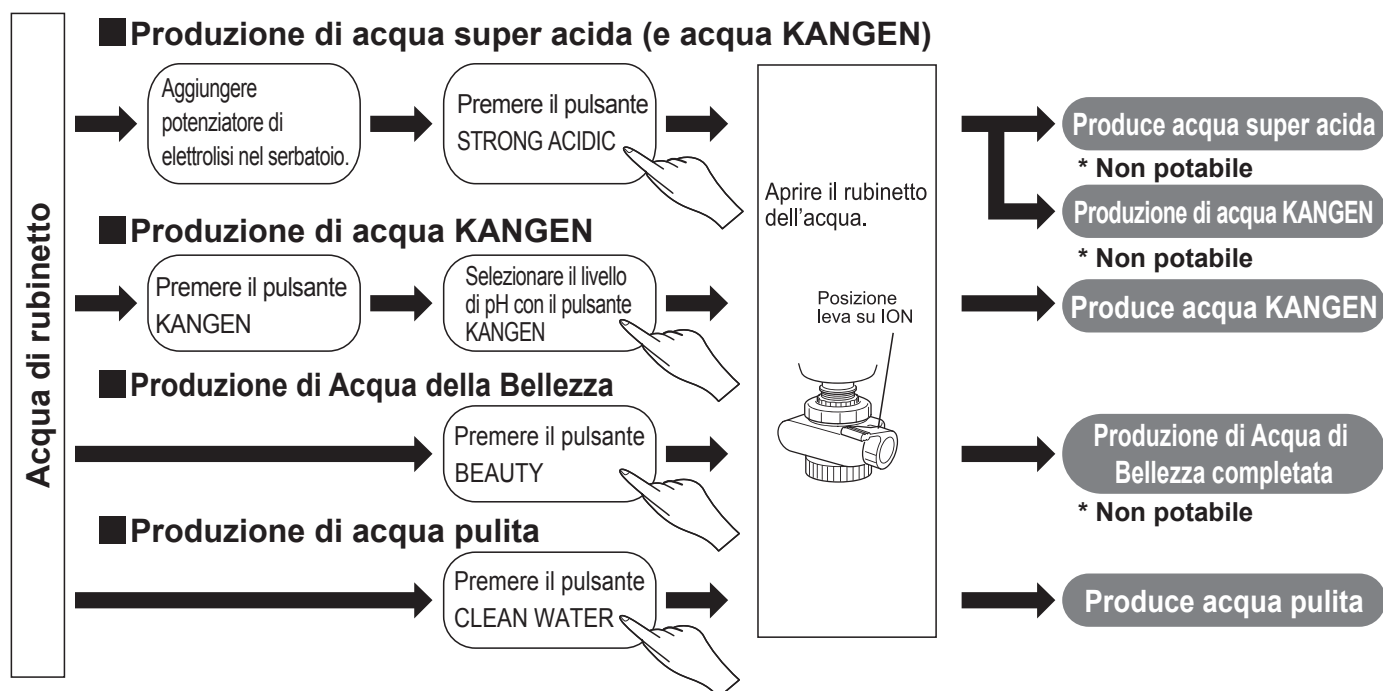 Acqua di rubinetto
■Produzione di acqua super acida (e acqua KANGEN)
Aggiungere
potenziatore di
elettrolisi nel serbatoio.
Premere il pulsante
STRONG ACIDIC
Produce acqua super acida
* Non potabile
Produzione di acqua KANGEN
* Non potabile
■Produzione di acqua KANGEN
Premere il pulsante
KANGEN
Selezionare il livello
di pH con il pulsante
KANGEN
Produce acqua KANGEN
■Produzione di Acqua della Bellezza
Premere il pulsante
BEAUTY
Produzione di Acqua di
Bellezza completata
* Non potabile
■Produzione di acqua pulita
Premere il pulsante
CLEAN WATER
Produce acqua pulita
Aprire il rubinetto
dell'acqua.
Posizione
leva su ION